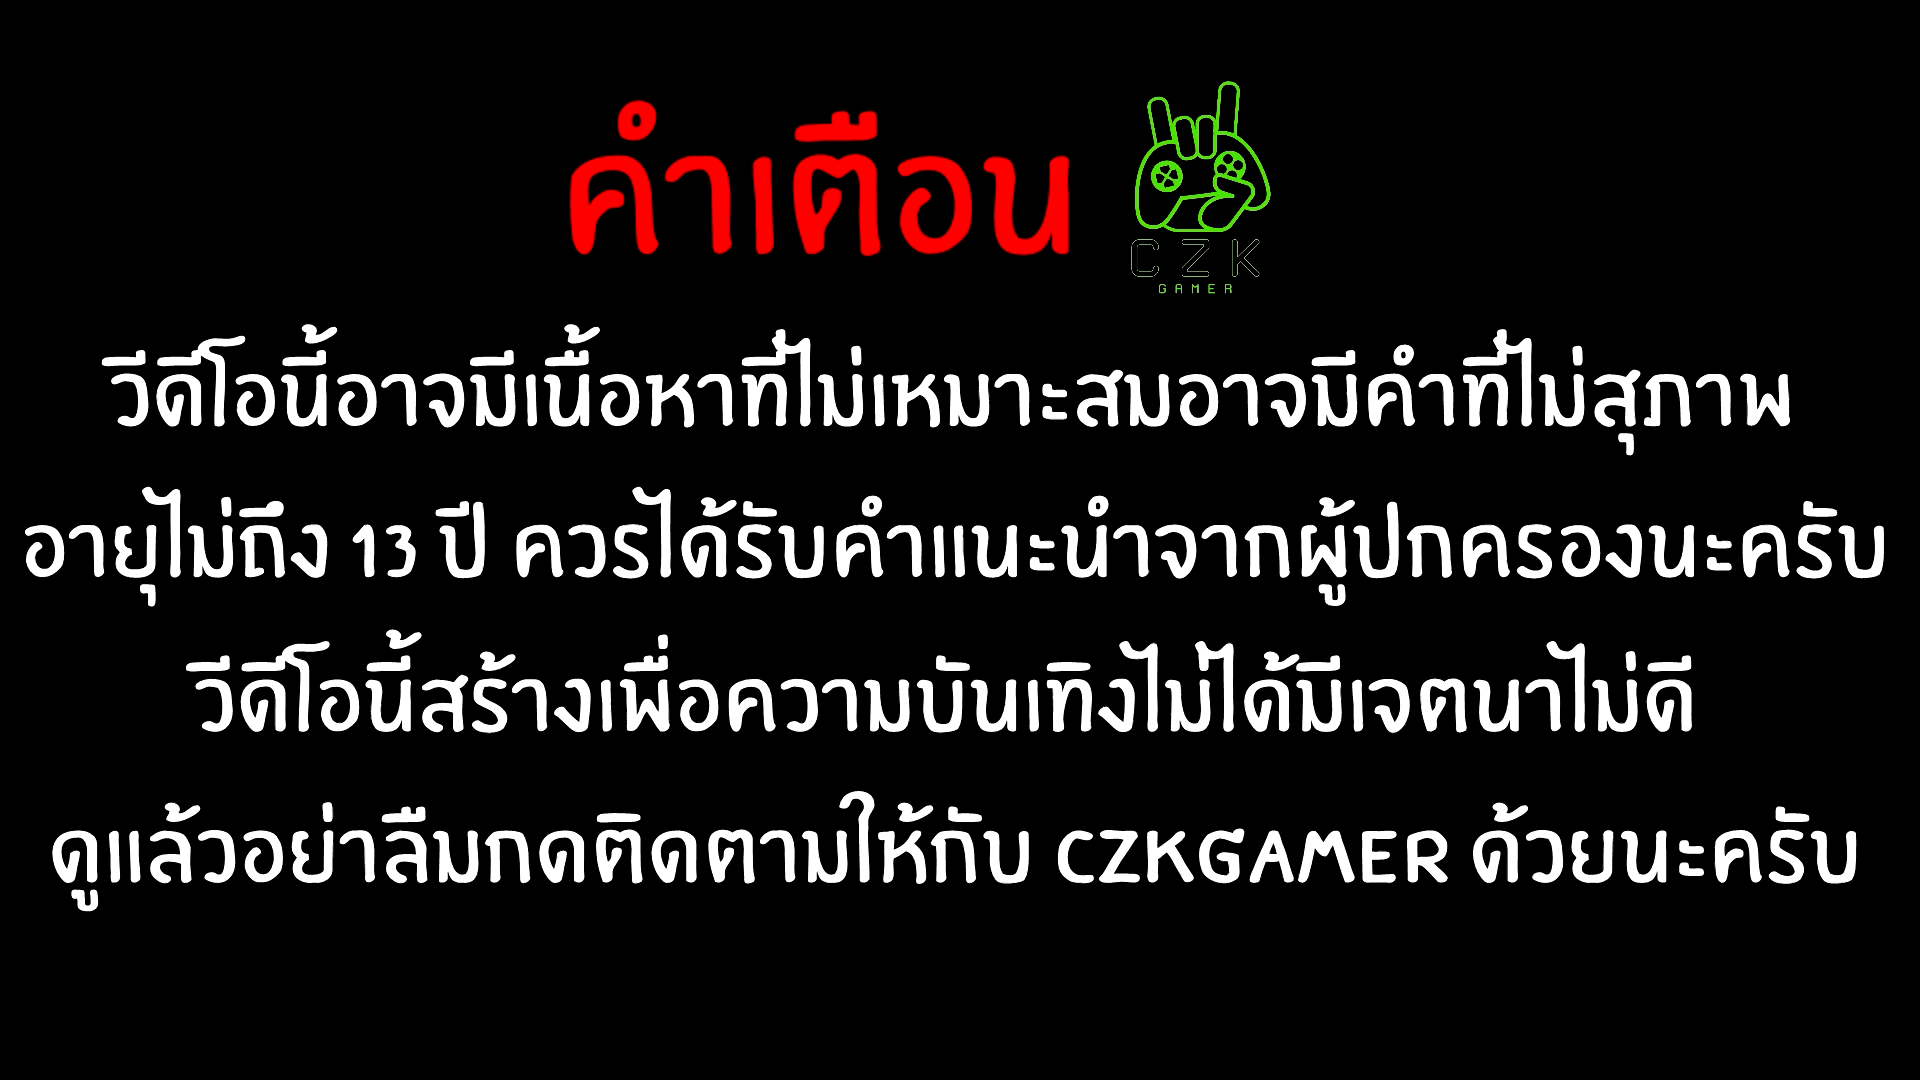 คำเตือน
CZK
GAMER
วีดีโอนี้อาจมีเนื้อหาที่ไม่เหมาะสมอาจมีคำที่ไม่สุภาพ
อายุไม่ถึง 13 ปี ควรได้รับคำแนะนำจากผู้ปกครองนะครับ
วีดีโอนี้สร้างเพื่อความบันเทิงไม่ได้มีเจตนาไม่ดี
ดูแล้วอย่าลืมกดติดตามให้กับ CZKGAMER ด้วยนะครับ